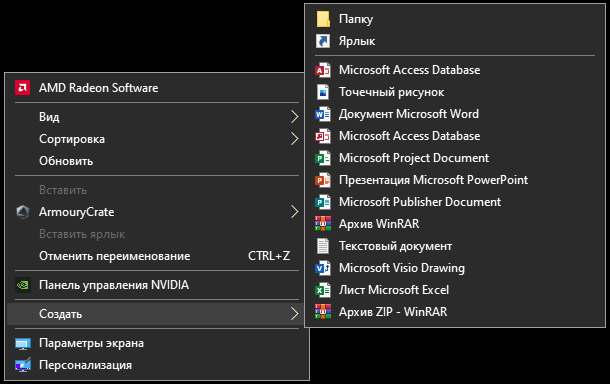 AMD Radeon Software
Вид
Сортировка
Обновить
Вставить
ArmouryCrate
Вставить ярлык
Отменить переименование CTRL+Z
Панель управления NVIDIA
Создать
Параметры экрана
Персонализация
Папку
Ярлык
Microsoft Access Database
Точечный рисунок
Документ Microsoft Word
Microsoft Access Database
Microsoft Project Document
Презентация Microsoft PowerPoint
Microsoft Publisher Document
Архив WinRAR
Текстовый документ
Microsoft Visio Drawing
Лист Microsoft Excel
Архив ZIP - WinRAR